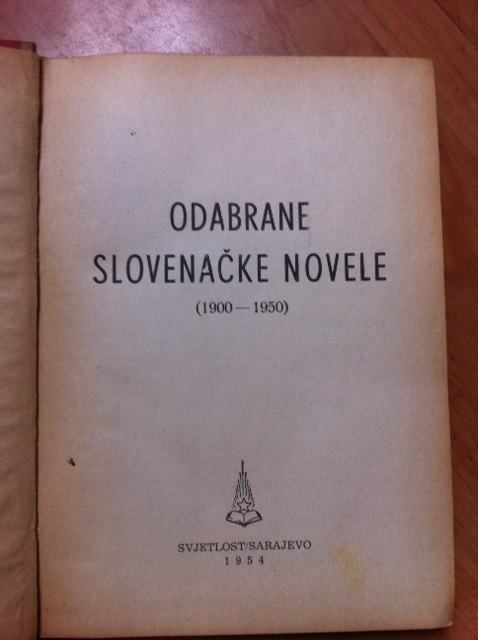 ODABRANE
SLOVENAČKE NOVELE
(1900 — 1950)
SVJETLOST/SARAJEVO
1954